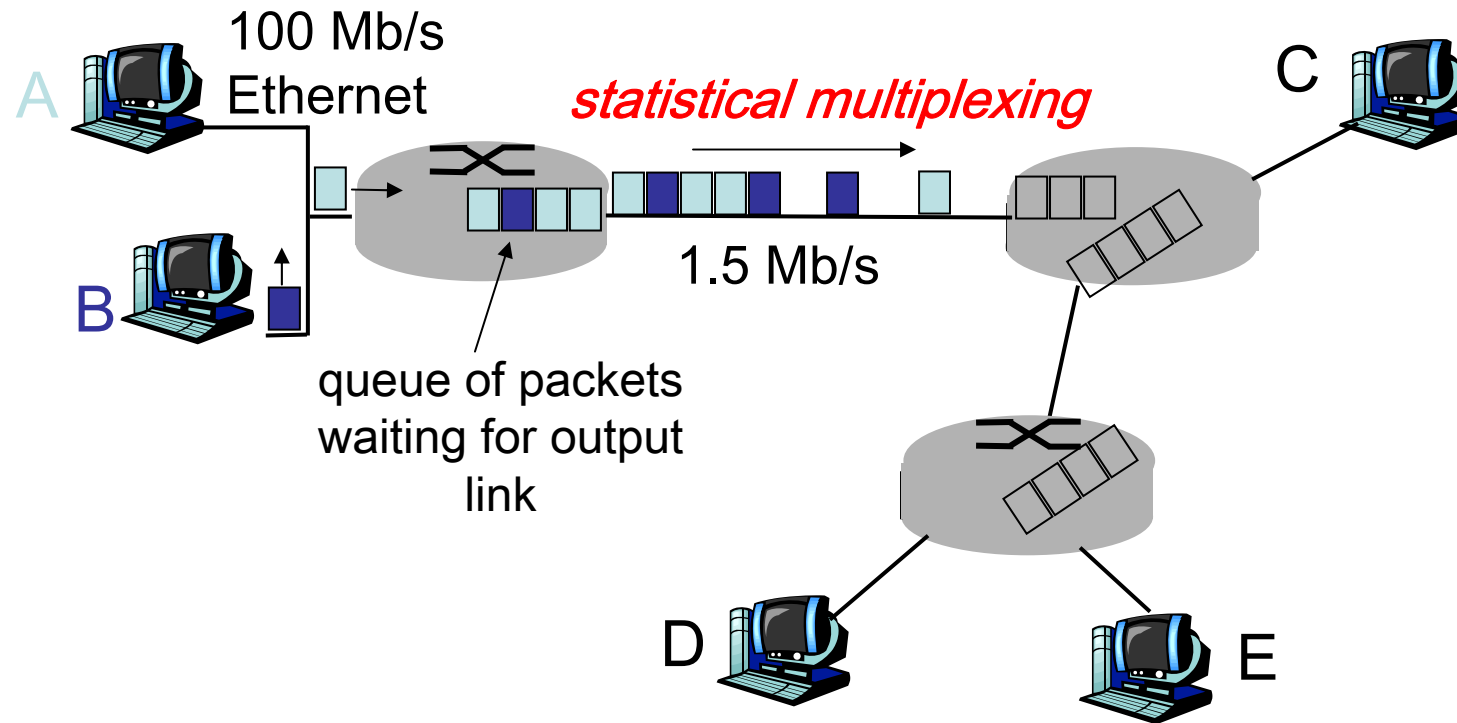 A
100 Mb/s
Ethernet
statistical multiplexing
C
B
1.5 Mb/s
queue of packets
waiting for output
link
D
E